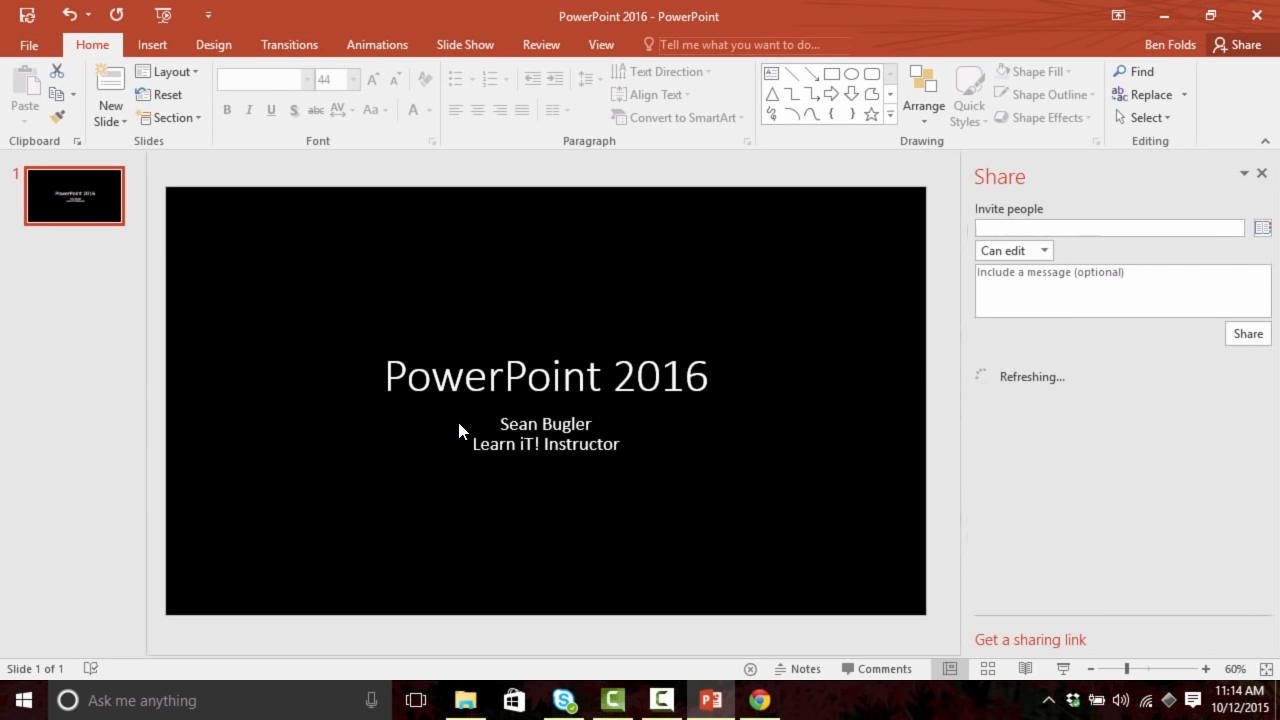 PowerPoint 2016 - PowerPoint
File Home Insert Design Transitions Animations Slide Show Review View Tell me what you want to do... Ben Folds Share
Paste
Clipboard
New
Slide
Layout
Reset
Section
Slides
44
B I U S abc AV Aa A
Font
Text Direction
Align Text
Convert to SmartArt
Paragraph
Arrange
Quick
Styles
Shape Fill
Shape Outline
Shape Effects
Drawing
Find
Replace
Select
Editing
1
PowerPoint 2016
PowerPoint 2016
Sean Bugler
Learn iT! Instructor
Share
Invite people
Can edit
Include a message (optional)
Share
Refreshing...
Get a sharing link
Slide 1 of 1 Notes Comments 60%
Ask me anything
11:14 AM
10/12/2015